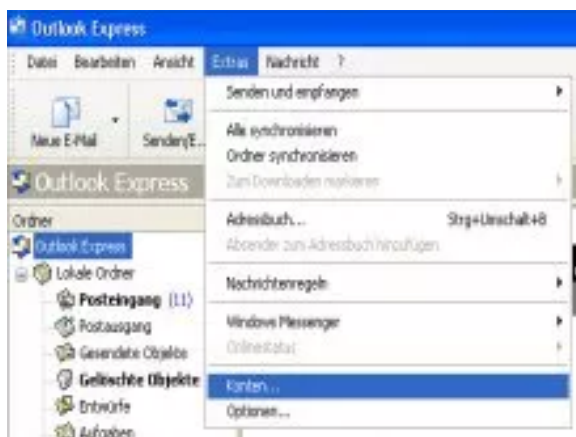 Outlook Express
Datei Bearbeiten Ansicht Extras Nachricht ?
Neue E-Mail Senden/E...
Outlook Express
Ordner
Outlook Express
Lokale Ordner
Posteingang (11)
Postausgang
Gesendete Objekte
Gelöschte Objekte
Entwürfe
Aufgaben
Senden und empfangen
Alle synchronisieren
Ordner synchronisieren
Zum Downloaden markieren
Adressbuch... Strg+Umschalt+B
Absender zum Adressbuch hinzufügen
Nachrichtenregeln
Windows Messenger
Onlinestatus
Konten...
Optionen...